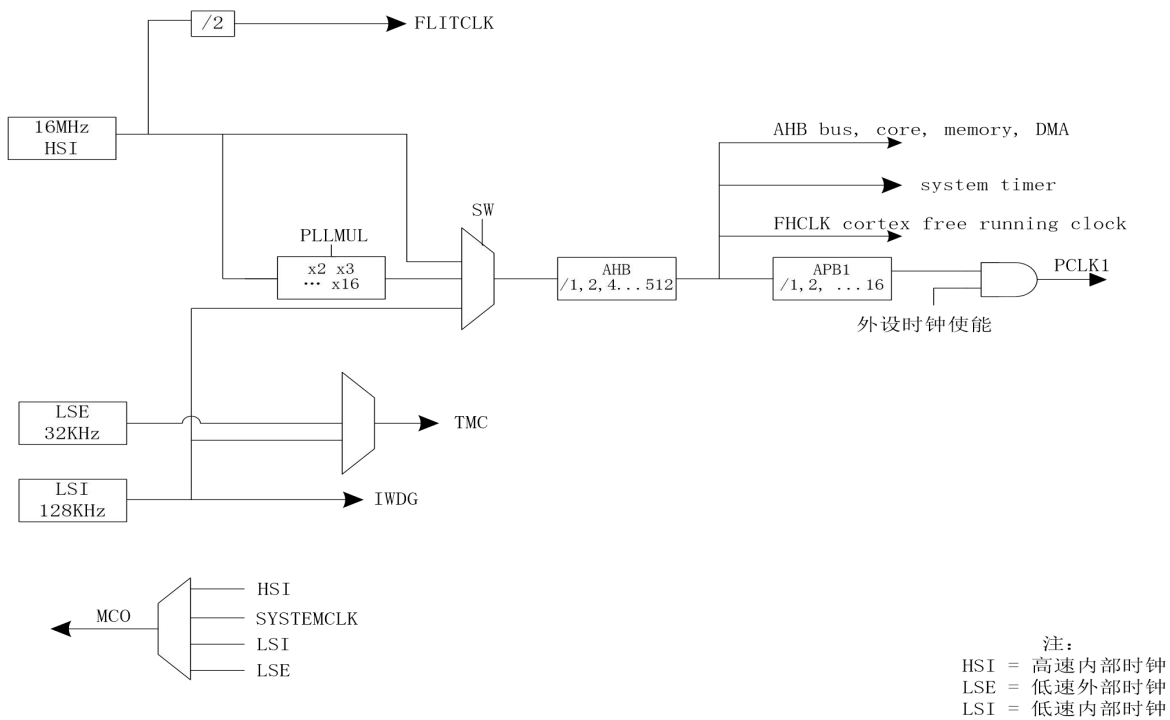 /2
FLITCLK
16MHz
HSI
AHB bus, core, memory, DMA
system timer
SW
FHCLK cortex free running clock
PLLMUL
x2 x3
... x16
AHB
/1,2,4...512
APB1
/1,2, ...16
PCLK1
外设时钟使能
LSE
32KHz
TMC
LSI
128KHz
IWDG
HSI
MCO
SYSTEMCLK
LSI
LSE
注:
HSI = 高速内部时钟
LSE = 低速外部时钟
LSI = 低速内部时钟